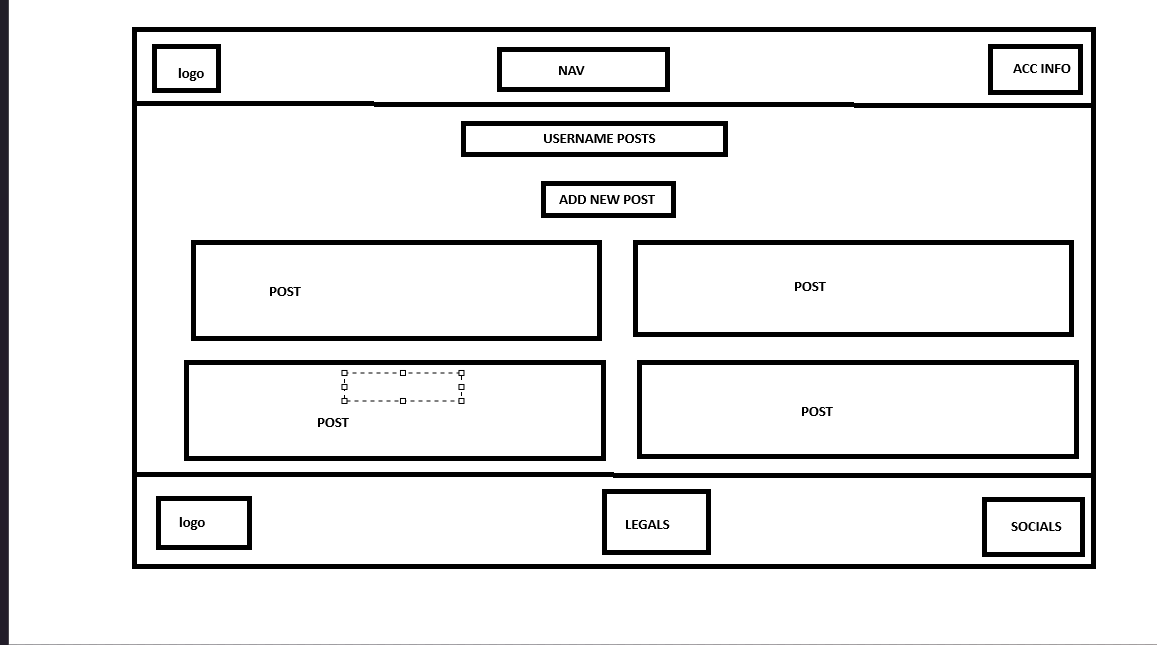 logo
NAV
ACC INFO
USERNAME POSTS
ADD NEW POST
POST
POST
POST
POST
logo
LEGALS
SOCIALS